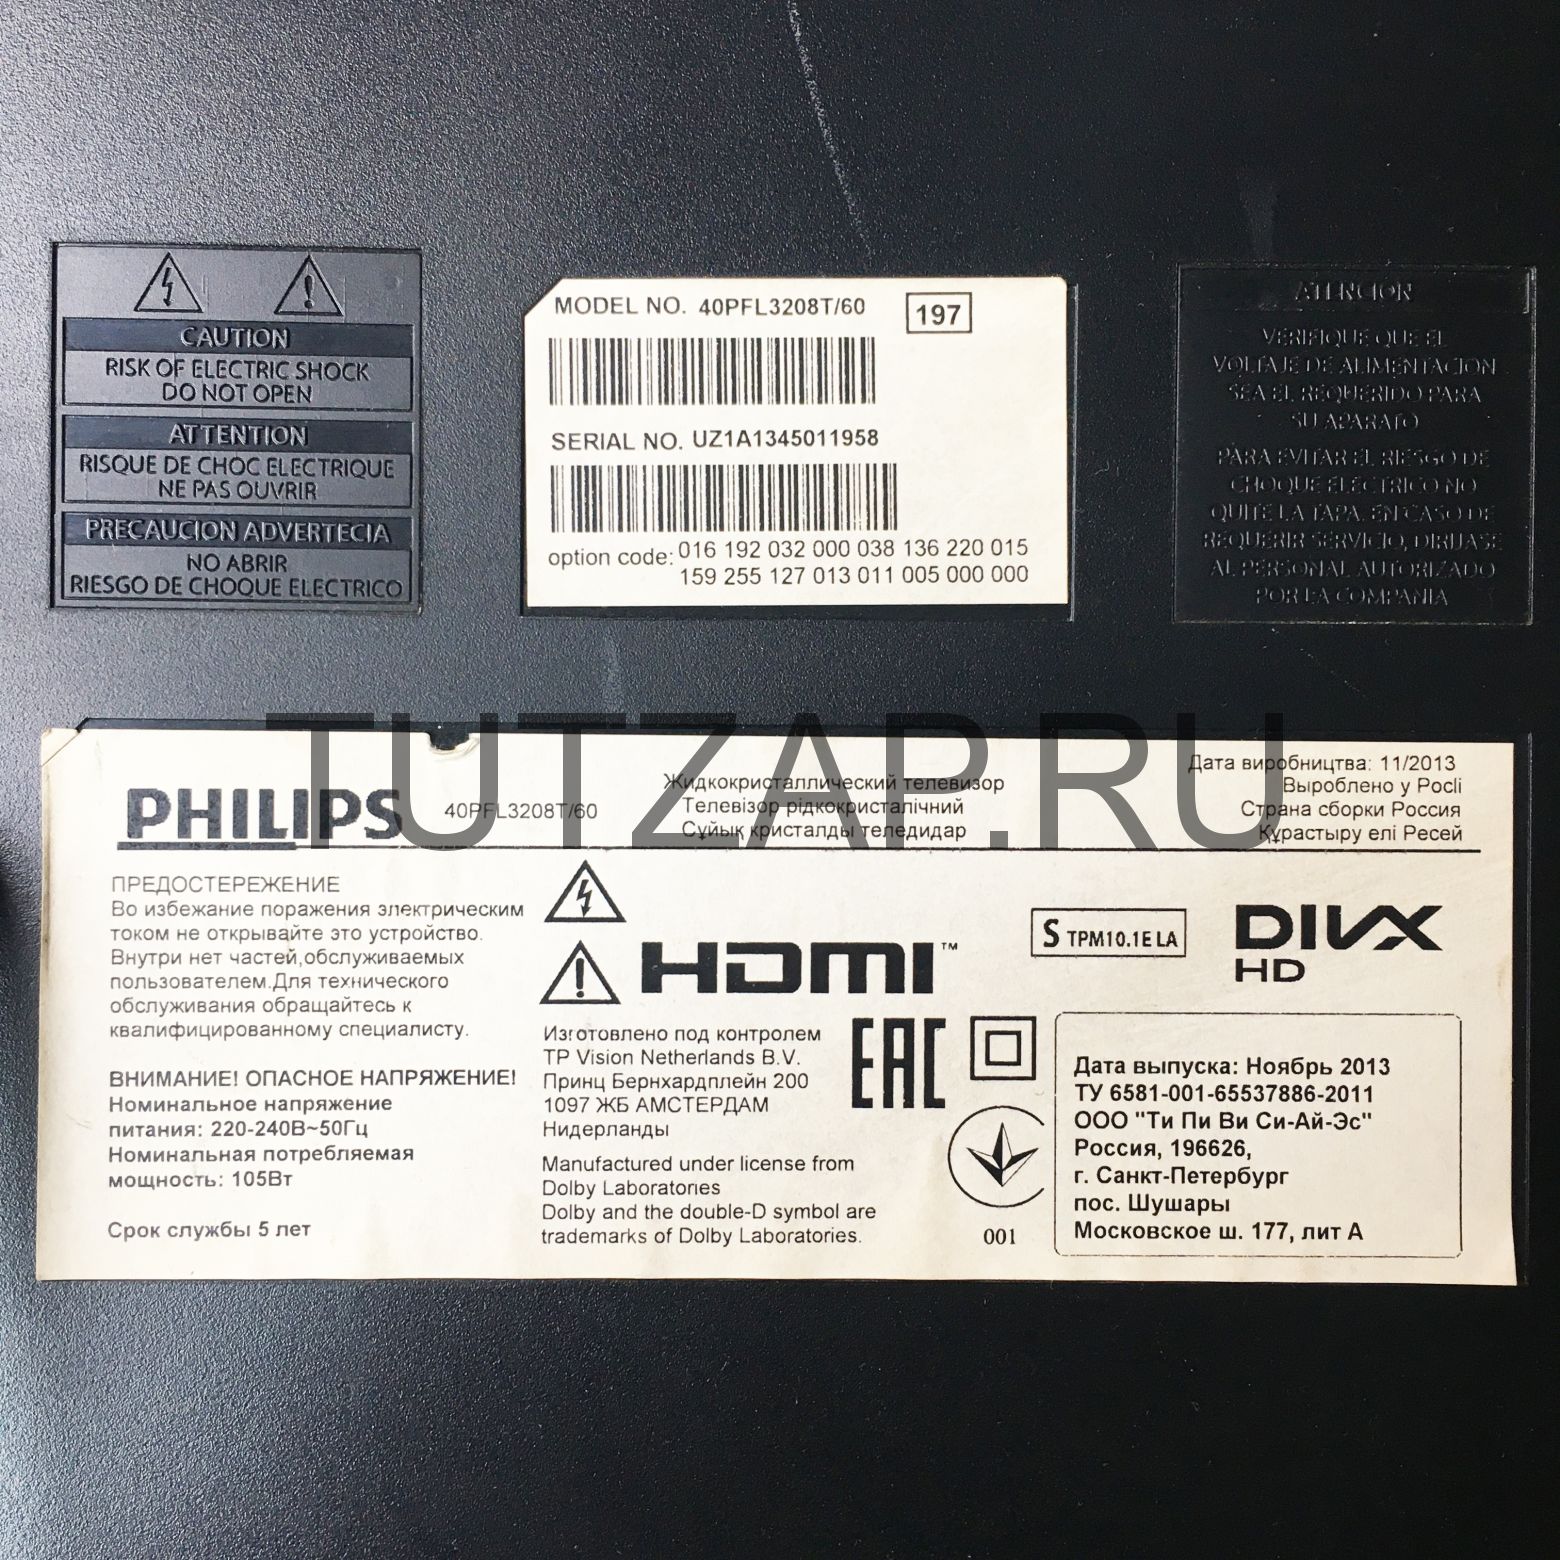 CAUTION
RISK OF ELECTRIC SHOCK
DO NOT OPEN
ATTENTION
RISQUE DE CHOC ELECTRIQUE
NE PAS OUVRIR
PRECAUCION ADVERTECIA
NO ABRIR
RIESGO DE CHOQUE ELECTRICO
MODEL NO. 40PFL3208T/60
197
SERIAL NO. UZ1A1345011958
option code: 016 192 032 000 038 136 220 015
159 255 127 013 011 005 000 000
ATENCION
VERIFIQUE QUE EL
VOLTAJE DE ALIMENTACION
SEA EL REQUERIDO PARA
SU APARATO
PARA EVITAR EL RIESGO DE
CHOQUE ELECTRICO NO
QUITE LA TAPA. EN CASO DE
REQUERIR SERVICIO, DIRIJASE
AL PERSONAL AUTORIZADO
POR LA COMPANIA
TUTZAP.RU
PHILIPS 40PFL3208T/60
Жидкокристаллический телевизор
Телевізор рідкокристалічний
Сұйық кристалды теледидар
Дата виробництва: 11/2013
Выроблено у Росlі
Страна сборки Россия
Құрастыру елі Ресей
ПРЕДОСТЕРЕЖЕНИЕ
Во избежание поражения электрическим
током не открывайте это устройство.
Внутри нет частей,обслуживаемых
пользователем.Для технического
обслуживания обращайтесь к
квалифицированному специалисту.
ВНИМАНИЕ! ОПАСНОЕ НАПРЯЖЕНИЕ!
Номинальное напряжение
питания: 220-240В~50Гц
Номинальная потребляемая
мощность: 105Вт
Срок службы 5 лет
HDMI™
Изготовлено под контролем
TP Vision Netherlands B.V.
Принц Бернхардплейн 200
1097 ЖБ АМСТЕРДАМ
Нидерланды
Manufactured under license from
Dolby Laboratories
Dolby and the double-D symbol are
trademarks of Dolby Laboratories.
EAC
001
S TPM10.1E LA
DIVX
HD
Дата выпуска: Ноябрь 2013
ТУ 6581-001-65537886-2011
ООО "Ти Пи Ви Си-Ай-Эс"
Россия, 196626,
г. Санкт-Петербург
пос. Шушары
Московское ш. 177, лит А